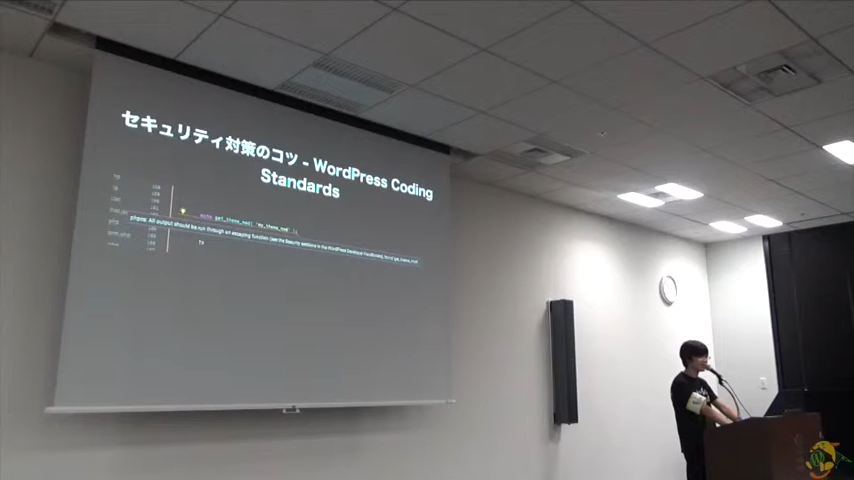 セキュリティ対策のコツ - WordPress Coding
Standards
echo get_theme_mod( 'my_theme_mod' );
phpcs: All output should be run through an escaping function (see the Security sections in the WordPress Developer Handbooks), found 'get_theme_mod'.
?>